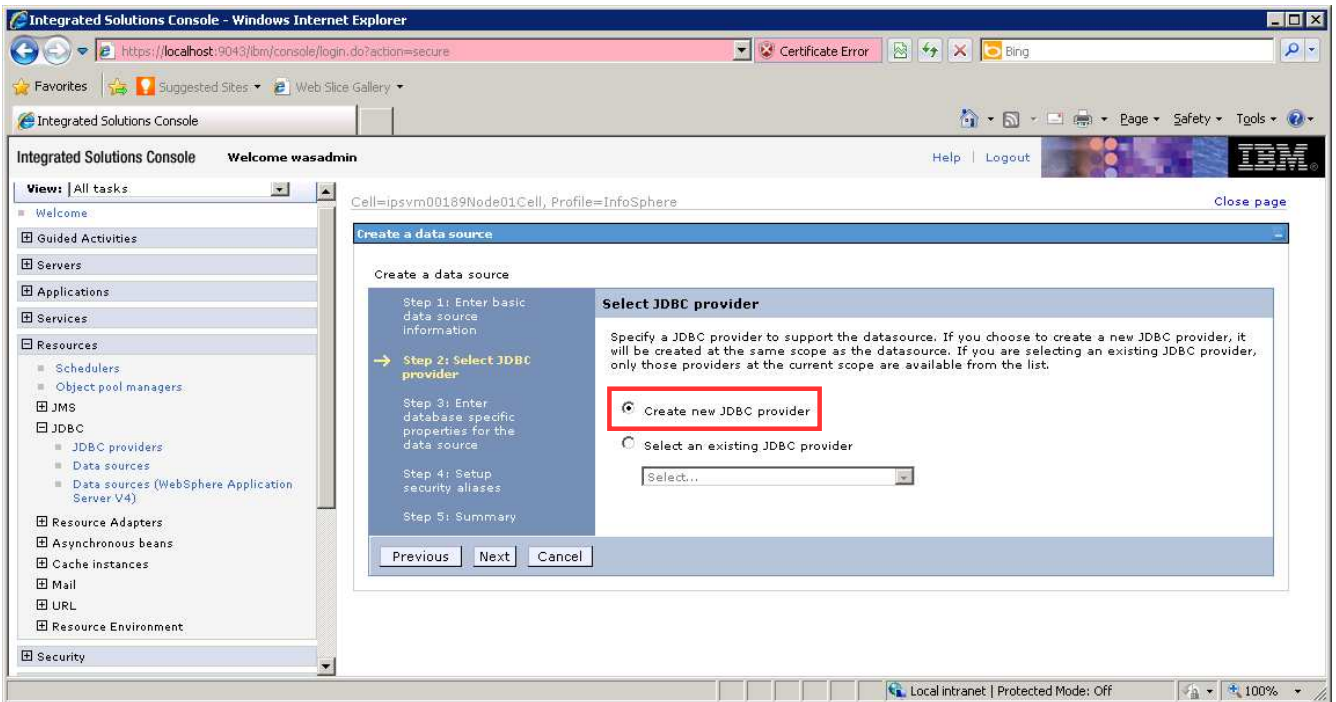 Integrated Solutions Console - Windows Internet Explorer
https://localhost:9043/ibm/console/login.do?action=secure
Certificate Error
Bing
Favorites
Suggested Sites
Web Slice Gallery
Integrated Solutions Console
Page
Safety
Tools
Integrated Solutions Console Welcome wasadmin
Help | Logout
IBM®
View: All tasks
Welcome
Guided Activities
Servers
Applications
Services
Resources
Schedulers
Object pool managers
JMS
JDBC
JDBC providers
Data sources
Data sources (WebSphere Application
Server V4)
Resource Adapters
Asynchronous beans
Cache instances
Mail
URL
Resource Environment
Security
Cell=ipsvm00189Node01Cell, Profile=InfoSphere
Close page
Create a data source
Create a data source
Step 1: Enter basic
data source
information
Step 2: Select JDBC
provider
Step 3: Enter
database specific
properties for the
data source
Step 4: Setup
security aliases
Step 5: Summary
Select JDBC provider
Specify a JDBC provider to support the datasource. If you choose to create a new JDBC provider, it
will be created at the same scope as the datasource. If you are selecting an existing JDBC provider,
only those providers at the current scope are available from the list.
Create new JDBC provider
Select an existing JDBC provider
Select...
Previous Next Cancel
Local intranet | Protected Mode: Off
100%